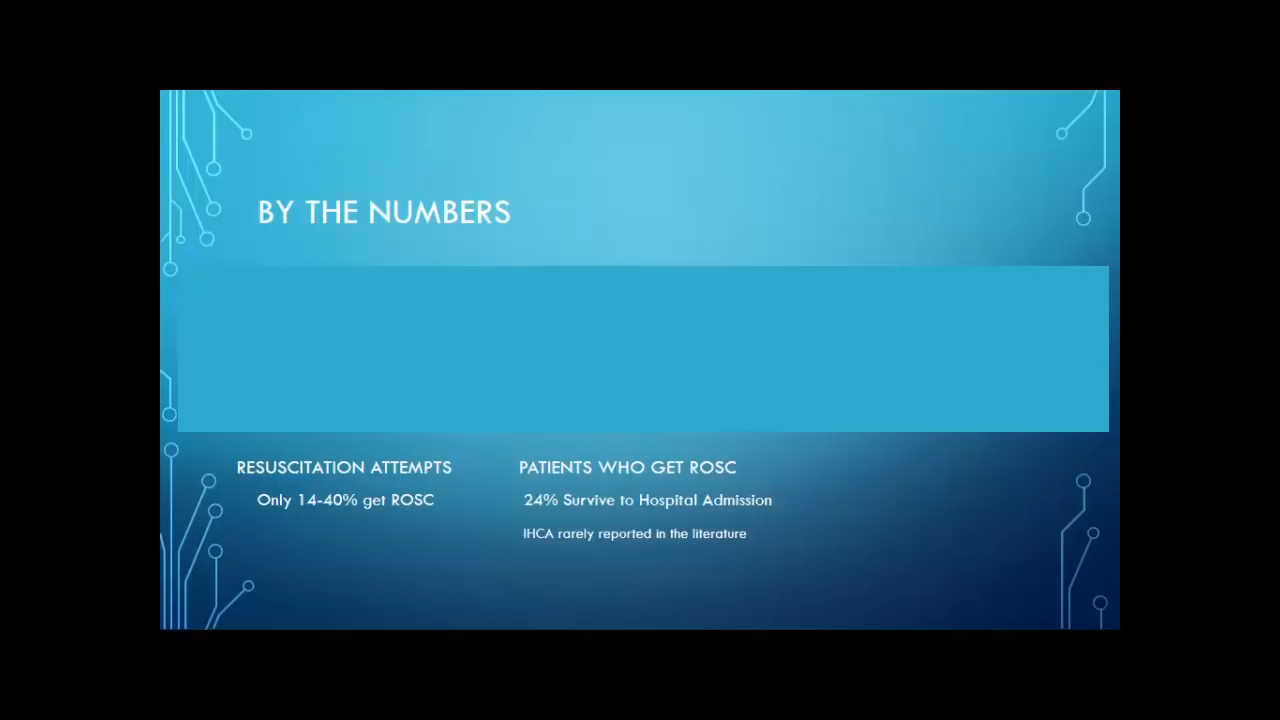 BY THE NUMBERS
RESUSCITATION ATTEMPTS
Only 14-40% get ROSC
PATIENTS WHO GET ROSC
24% Survive to Hospital Admission
IHCA rarely reported in the literature